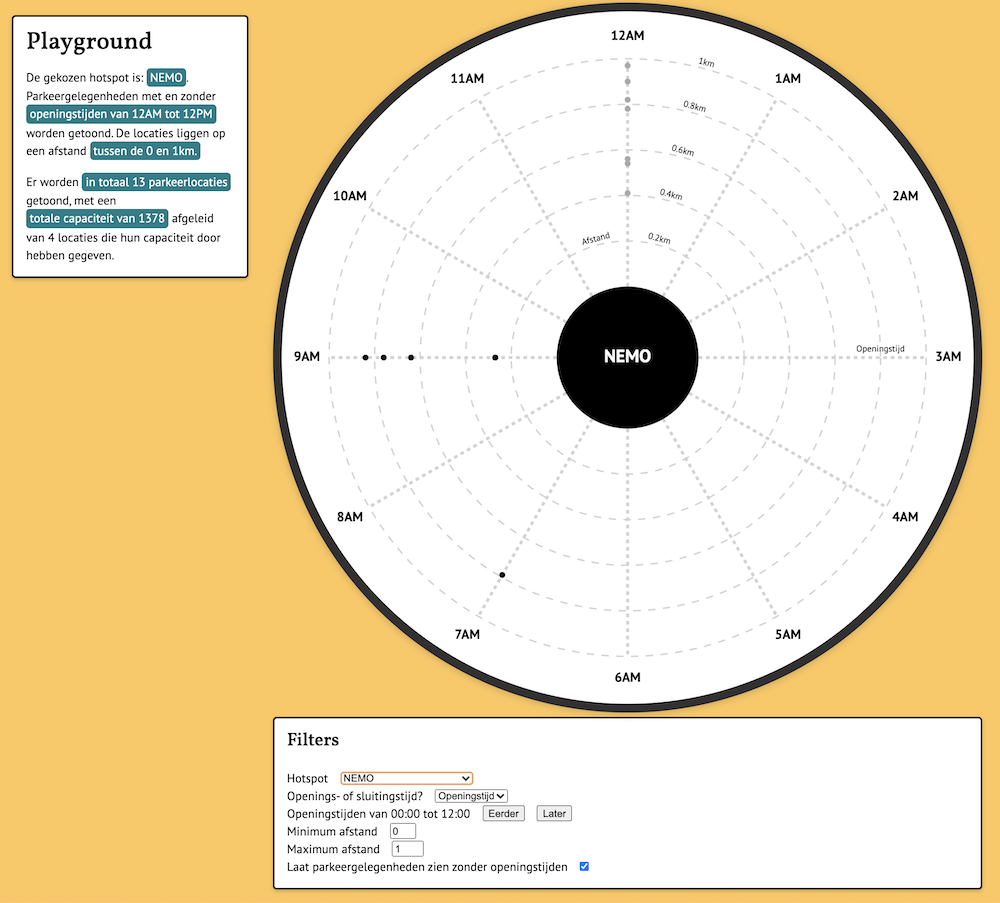 Playground
De gekozen hotspot is: NEMO.
Parkeergelegenheden met en zonder
openingstijden van 12AM tot 12PM
worden getoond. De locaties liggen op
een afstand tussen de 0 en 1km.
Er worden in totaal 13 parkeerlocaties
getoond, met een
totale capaciteit van 1378 afgeleid
van 4 locaties die hun capaciteit door
hebben gegeven.
12AM
1km
11AM
1AM
0.8km
0.6km
10AM
0.4km
2AM
Afstand
0.2km
9AM
NEMO
Openingstijd
3AM
8AM
4AM
7AM
5AM
6AM
Filters
Hotspot NEMO
Openings- of sluitingstijd? Openingstijd
Openingstijden van 00:00 tot 12:00 Eerder Later
Minimum afstand 0
Maximum afstand 1
Laat parkeergelegenheden zien zonder openingstijden